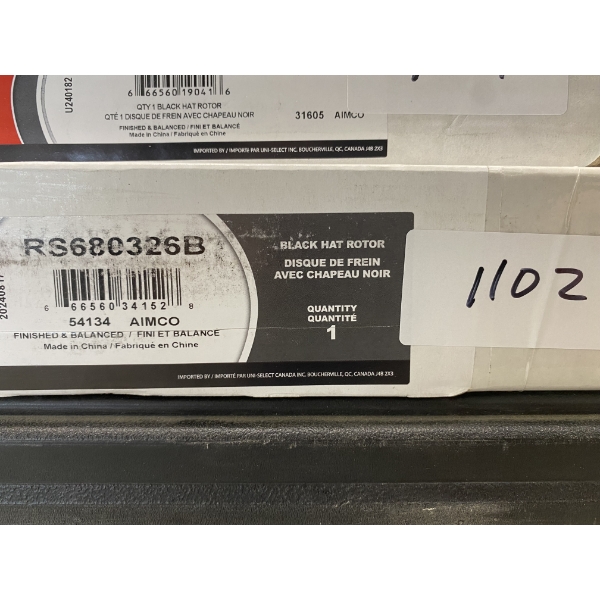 U240182
6 66560 19041 6
QTY 1 BLACK HAT ROTOR
QTÉ 1 DISQUE DE FREIN AVEC CHAPEAU NOIR
31605 AIMCO
FINISHED & BALANCED / FINI ET BALANCE
Made in China / Fabriqué en Chine
IMPORTED BY / IMPORTÉ PAR UNI-SELECT INC. BOUCHERVILLE, QC, CANADA J4B 2X3
RS680326B
20240817
6 66560 34152 8
54134 AIMCO
FINISHED & BALANCED / FINI ET BALANCE
Made in China / Fabriqué en Chine
BLACK HAT ROTOR
DISQUE DE FREIN
AVEC CHAPEAU NOIR
QUANTITY
QUANTITÉ
1
1102
IMPORTED BY / IMPORTÉ PAR UNI-SELECT CANADA INC. BOUCHERVILLE, QC, CANADA J4B 2X3